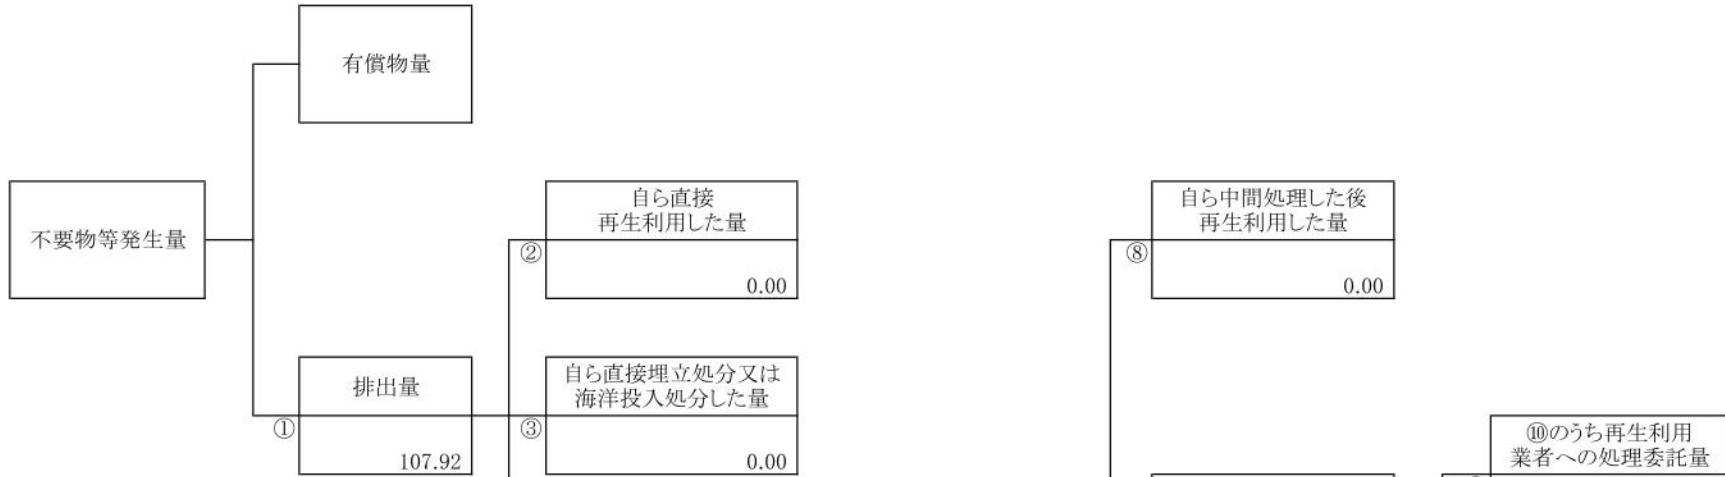 有償物量
不要物等発生量
自ら直接
再生利用した量
②
0.00
自ら中間処理した後
再生利用した量
⑧
0.00
排出量
①
107.92
自ら直接埋立処分又は
海洋投入処分した量
③
0.00
⑩のうち再生利用
業者への処理委託量